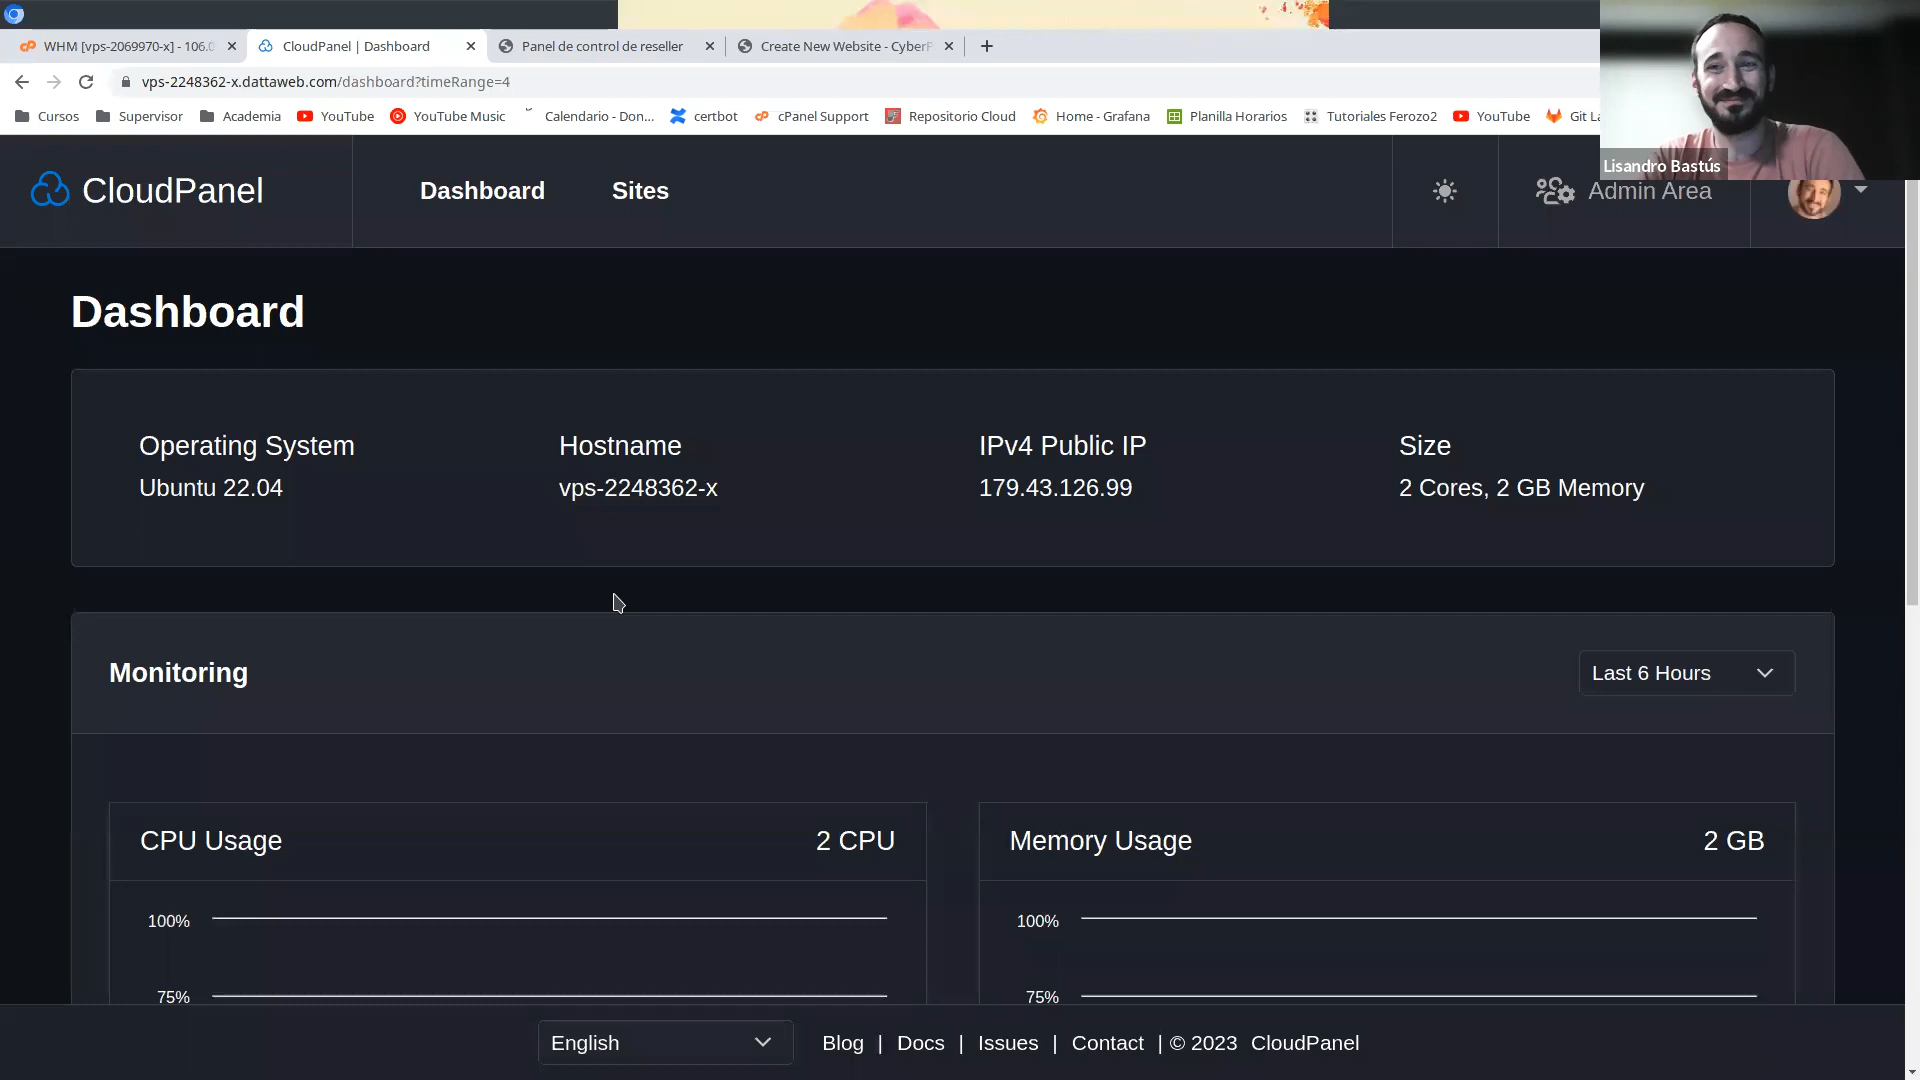 WHM [vps-2069970-x] - 106.0
CloudPanel | Dashboard
Panel de control de reseller
Create New Website - CyberP
vps-2248362-x.dattaweb.com/dashboard?timeRange=4
Cursos
Supervisor
Academia
YouTube
YouTube Music
Calendario - Don...
certbot
cPanel Support
Repositorio Cloud
Home - Grafana
Planilla Horarios
Tutoriales Ferozo2
YouTube
Git La
Lisandro Bastús
CloudPanel
Dashboard
Sites
Admin Area
Dashboard
Operating System
Ubuntu 22.04
Hostname
vps-2248362-x
IPv4 Public IP
179.43.126.99
Size
2 Cores, 2 GB Memory
Monitoring
Last 6 Hours
CPU Usage
2 CPU
100%
75%
Memory Usage
2 GB
100%
75%
English
Blog | Docs | Issues | Contact | © 2023 CloudPanel